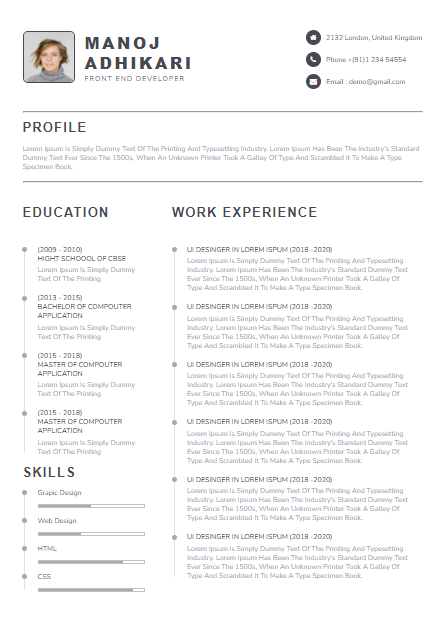 MANOJ
ADHIKARI
FRONT END DEVELOPER
2132 London, United Kingdom
Phone +(81)1 234 54554
Email : demo@gmail.com
PROFILE
Lorem Ipsum Is Simply Dummy Text Of The Printing And Typesetting Industry. Lorem Ipsum Has Been The Industry's Standard
Dummy Text Ever Since The 1500s, When An Unknown Printer Took A Galley Of Type And Scrambled It To Make A Type
Specimen Book.
EDUCATION
(2009 - 2010)
HIGHT SCHOOOL OF CBSE
Lorem Ipsum Is Simply Dummy
Text Of The Printing
(2013 - 2015)
BACHELOR OF COMPOUTER
APPLICATION
Lorem Ipsum Is Simply Dummy
Text Of The Printing
(2015 - 2018)
MASTER OF COMPOUTER
APPLICATION
Lorem Ipsum Is Simply Dummy
Text Of The Printing
(2015 - 2018)
MASTER OF COMPOUTER
APPLICATION
Lorem Ipsum Is Simply Dummy
Text Of The Printing
SKILLS
Grapic Design
Web Design
HTML
CSS
WORK EXPERIENCE
UI DESINGER IN LOREM ISPUM (2018 -2020)
Lorem Ipsum Is Simply Dummy Text Of The Printing And Typesetting
Industry. Lorem Ipsum Has Been The Industry's Standard Dummy Text
Ever Since The 1500s, When An Unknown Printer Took A Galley Of
Type And Scrambled It To Make A Type Specimen Book.
UI DESINGER IN LOREM ISPUM (2018 -2020)
Lorem Ipsum Is Simply Dummy Text Of The Printing And Typesetting
Industry. Lorem Ipsum Has Been The Industry's Standard Dummy Text
Ever Since The 1500s, When An Unknown Printer Took A Galley Of
Type And Scrambled It To Make A Type Specimen Book.
UI DESINGER IN LOREM ISPUM (2018 -2020)
Lorem Ipsum Is Simply Dummy Text Of The Printing And Typesetting
Industry. Lorem Ipsum Has Been The Industry's Standard Dummy Text
Ever Since The 1500s, When An Unknown Printer Took A Galley Of
Type And Scrambled It To Make A Type Specimen Book.
UI DESINGER IN LOREM ISPUM (2018 -2020)
Lorem Ipsum Is Simply Dummy Text Of The Printing And Typesetting
Industry. Lorem Ipsum Has Been The Industry's Standard Dummy Text
Ever Since The 1500s, When An Unknown Printer Took A Galley Of
Type And Scrambled It To Make A Type Specimen Book.
UI DESINGER IN LOREM ISPUM (2018 -2020)
Lorem Ipsum Is Simply Dummy Text Of The Printing And Typesetting
Industry. Lorem Ipsum Has Been The Industry's Standard Dummy Text
Ever Since The 1500s, When An Unknown Printer Took A Galley Of
Type And Scrambled It To Make A Type Specimen Book.
UI DESINGER IN LOREM ISPUM (2018 -2020)
Lorem Ipsum Is Simply Dummy Text Of The Printing And Typesetting
Industry. Lorem Ipsum Has Been The Industry's Standard Dummy Text
Ever Since The 1500s, When An Unknown Printer Took A Galley Of
Type And Scrambled It To Make A Type Specimen Book.